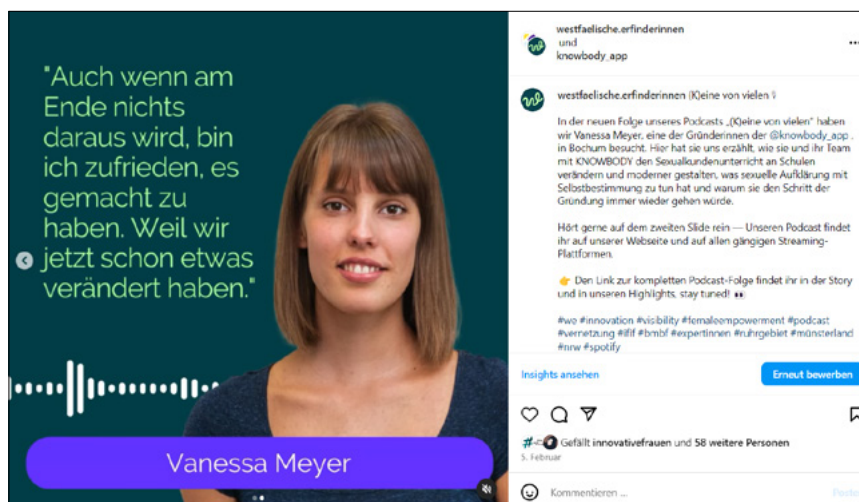 "Auch wenn am
Ende nichts
daraus wird, bin
ich zufrieden, es
gemacht zu
haben. Weil wir
jetzt schon etwas
verändert haben."
Vanessa Meyer
westfaelische.erfinderinnen
und
knowbody_app
westfaelische.erfinderinnen (K)eine von vielen
In der neuen Folge unseres Podcasts „(K)eine von vielen" haben
wir Vanessa Meyer, eine der Gründerinnen der @knowbody_app ,
in Bochum besucht. Hier hat sie uns erzählt, wie sie und ihr Team
mit KNOWBODY den Sexualkundenunterricht an Schulen
verändern und moderner gestalten, was sexuelle Aufklärung mit
Selbstbestimmung zu tun hat und warum sie den Schritt der
Gründung immer wieder gehen würde.
Hört gerne auf dem zweiten Slide rein — Unseren Podcast findet
ihr auf unserer Webseite und auf allen gängigen Streaming-
Plattformen.
👉 Den Link zur kompletten Podcast-Folge findet ihr in der Story
und in unseren Highlights, stay tuned! 👀
#we #innovation #visibility #femaleempowerment #podcast
#vernetzung #ifif #bmbf #expertinnen #ruhrgebiet #münsterland
#nrw #spotify
Insights ansehen
Erneut bewerben
Gefällt innovativefrauen und 58 weitere Personen
5. Februar
Kommentieren ...
Posten